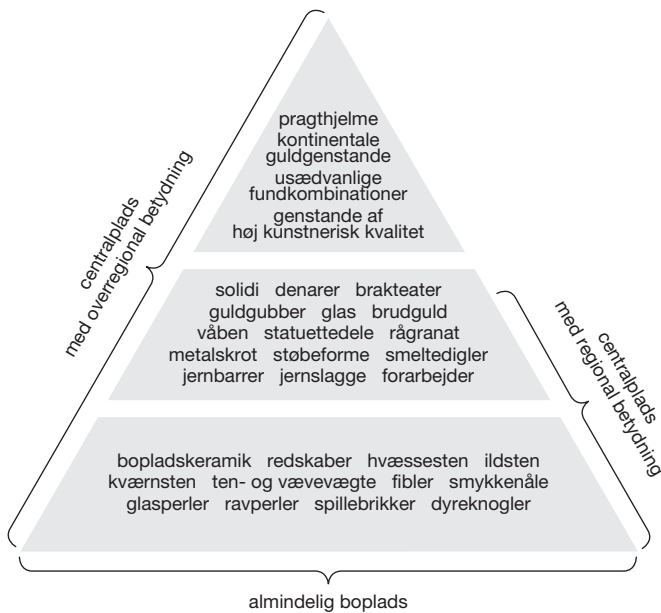 pragthjelme
kontinentale
guldgenstande
usædvanlige
fundkombinationer
genstande af
høj kunstnerisk kvalitet
centralplads
med overregional betydning
solidi denarer brakteater
guldgubber glas brudguld
våben statuettedele rågranat
metalskrot støbeforme smeltedigler
jernbarrer jernslagge forarbejder
centralplads
med regional betydning
bopladskeramik redskaber hvæssesten ildsten
kværnsten ten- og vævevægte fibler smykkenåle
glasperler ravperler spillebrikker dyreknogler
almindelig boplads